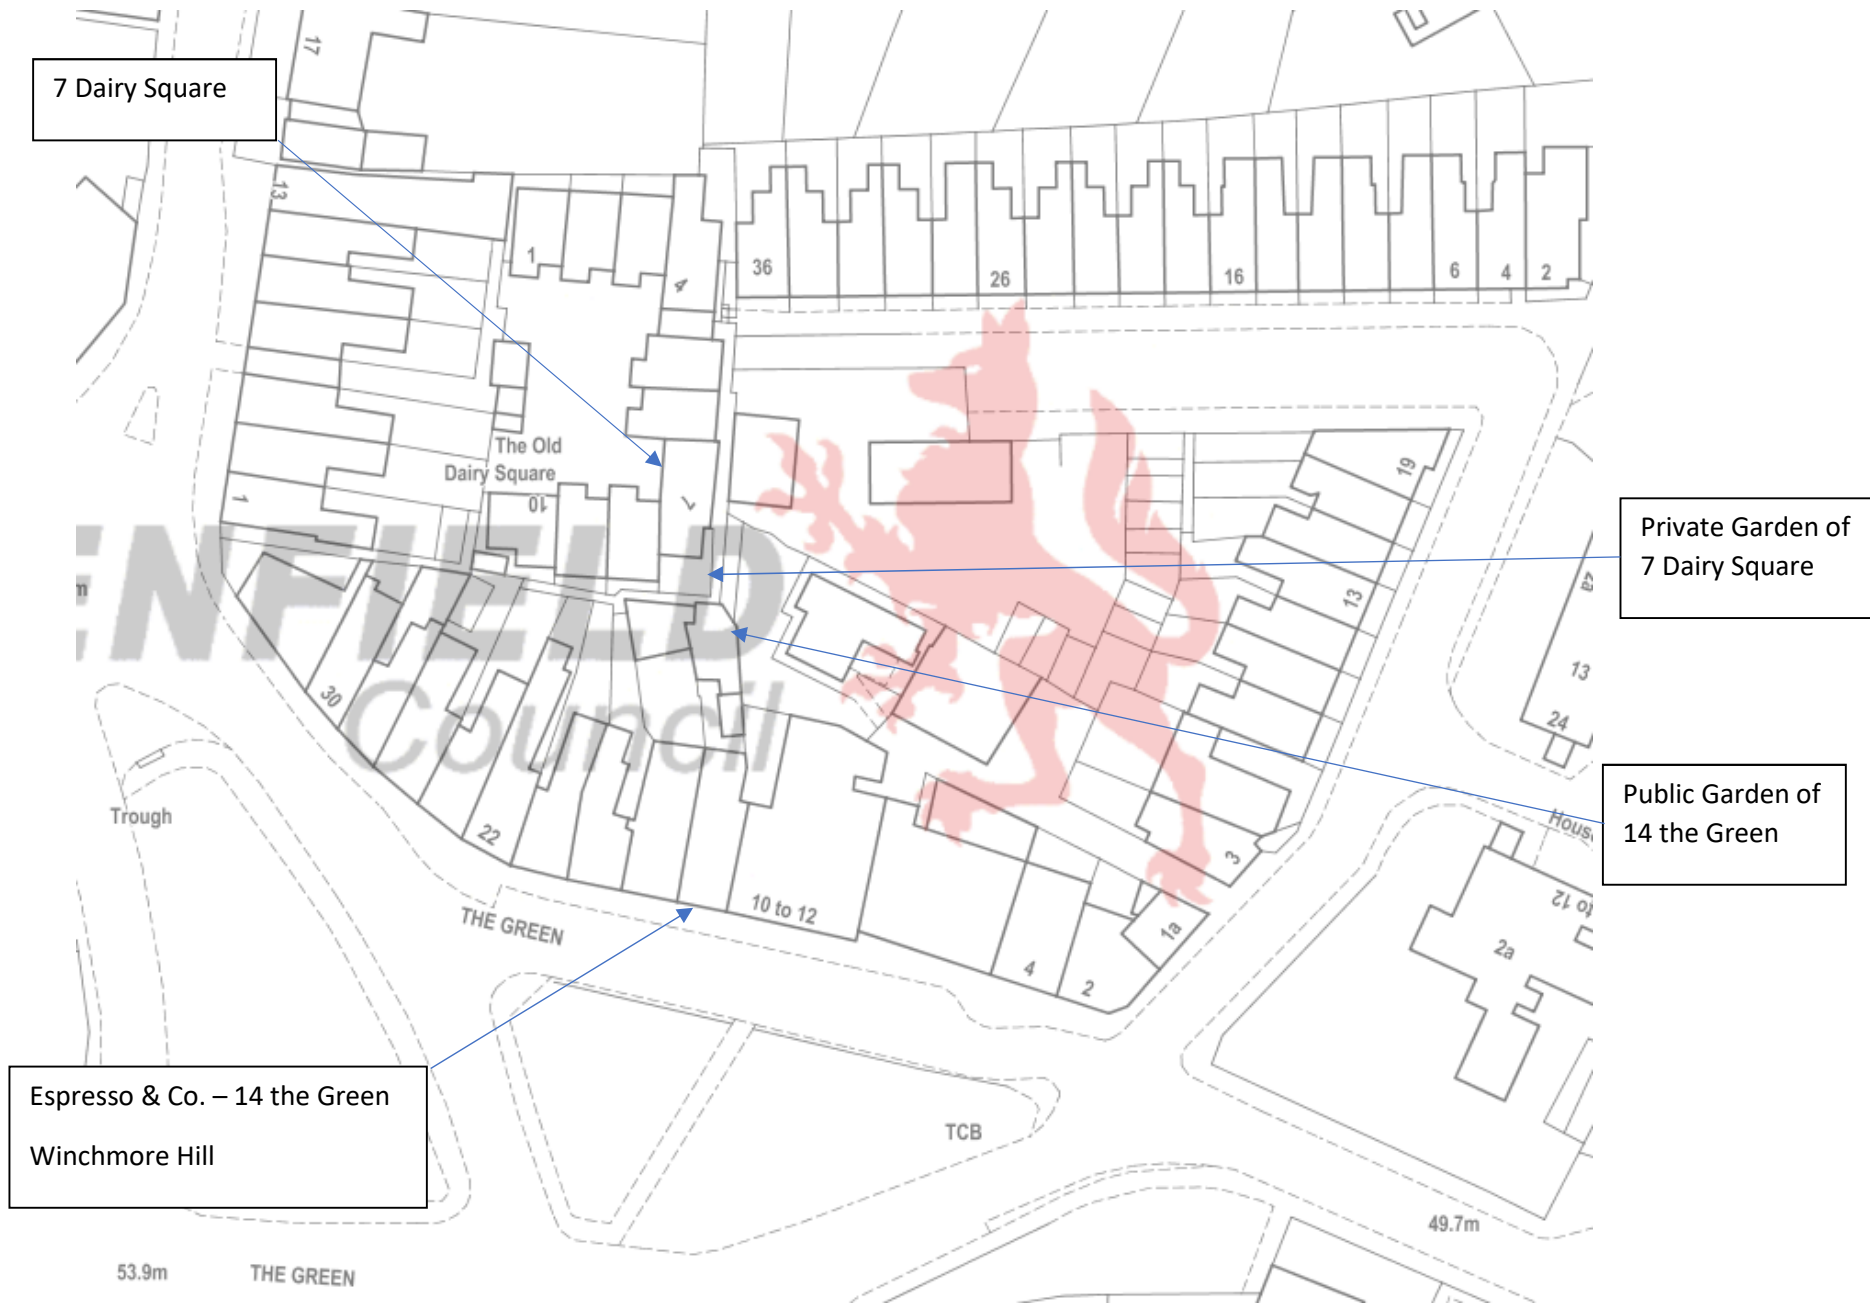 17
7 Dairy Square
13
1
4
36
26
16
6
4
2
The Old
Dairy Square
10
7
1
19
Private Garden of
7 Dairy Square
ENFIELD
Council
m
2a
13
13
24
30
Trough
22
THE GREEN
10 to 12
3
1a
4
2
Public Garden of
14 the Green
to 12
2a
Espresso & Co. – 14 the Green
Winchmore Hill
TCB
49.7m
53.9m
THE GREEN